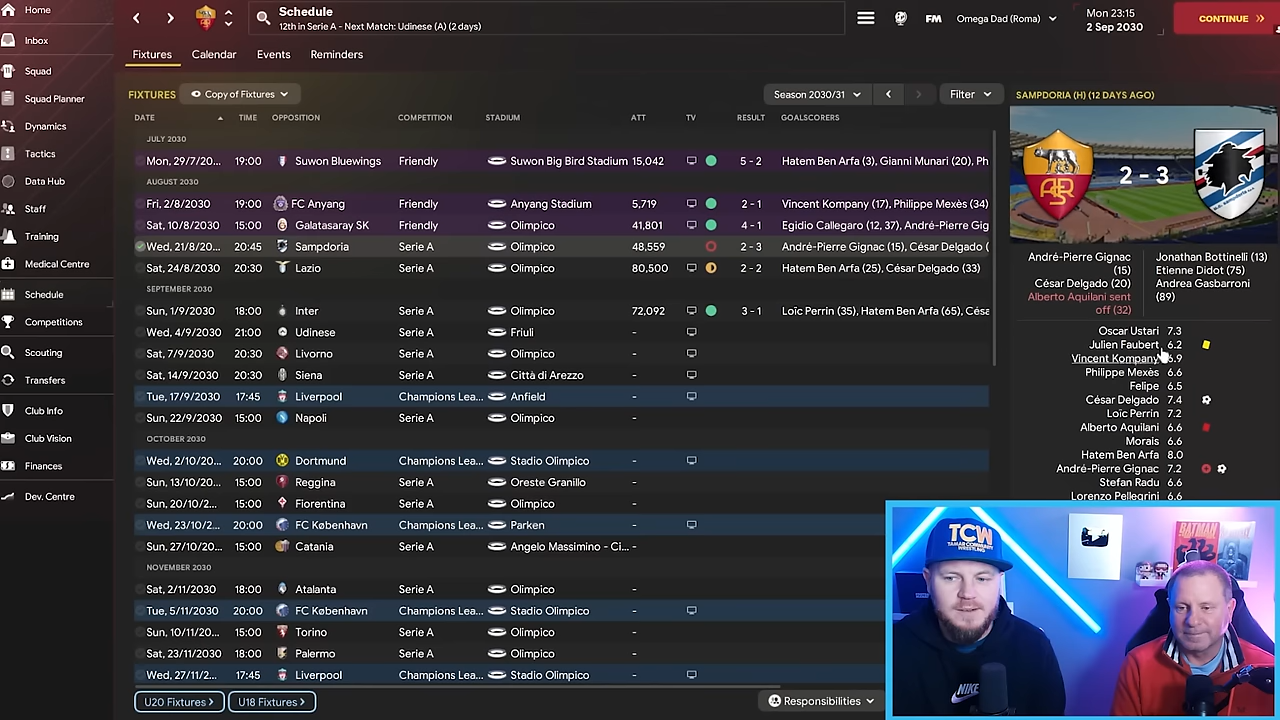 Home
Inbox
Squad
Squad Planner
Dynamics
Tactics
Data Hub
Staff
Training
Medical Centre
Schedule
Competitions
Scouting
Transfers
Club Info
Club Vision
Finances
Dev. Centre
Schedule
12th in Serie A - Next Match: Udinese (A) (2 days)
FM
Omega Dad (Roma)
Mon 23:15
2 Sep 2030
CONTINUE
Fixtures Calendar Events Reminders
FIXTURES Copy of Fixtures
Season 2030/31
Filter
DATE TIME OPPOSITION COMPETITION STADIUM ATT TV RESULT GOALSCORERS
JULY 2030
Mon, 29/7/20... 19:00 Suwon Bluewings Friendly Suwon Big Bird Stadium 15,042 5 - 2 Hatem Ben Arfa (3), Gianni Munari (20), Ph
AUGUST 2030
Fri, 2/8/2030 19:00 FC Anyang Friendly Anyang Stadium 5,719 2 - 1 Vincent Kompany (17), Philippe Mexès (34)
Sat, 10/8/2030 15:00 Galatasaray SK Friendly Olimpico 41,801 4 - 1 Egidio Callegaro (12, 37), André-Pierre Gig
Wed, 21/8/20... 20:45 Sampdoria Serie A Olimpico 48,559 2 - 3 André-Pierre Gignac (15), César Delgado (
Sat, 24/8/2030 20:30 Lazio Serie A Olimpico 80,500 2 - 2 Hatem Ben Arfa (25), César Delgado (33)
SEPTEMBER 2030
Sun, 1/9/2030 18:00 Inter Serie A Olimpico 72,092 3 - 1 Loïc Perrin (35), Hatem Ben Arfa (65), Césa
Wed, 4/9/2030 21:00 Udinese Serie A Friuli -
Sat, 7/9/2030 20:30 Livorno Serie A Olimpico -
Sat, 14/9/2030 20:30 Siena Serie A Città di Arezzo -
Tue, 17/9/2030 17:45 Liverpool Champions Lea... Anfield -
Sun, 22/9/2030 15:00 Napoli Serie A Olimpico -
OCTOBER 2030
Wed, 2/10/20... 20:00 Dortmund Champions Lea... Stadio Olimpico -
Sun, 13/10/2... 15:00 Reggina Serie A Oreste Granillo -
Sun, 20/10/2... 15:00 Fiorentina Serie A Olimpico -
Wed, 23/10/2... 20:00 FC København Champions Lea... Parken -
Sun, 27/10/20... 15:00 Catania Serie A Angelo Massimino - Ci... -
NOVEMBER 2030
Sat, 2/11/2030 18:00 Atalanta Serie A Olimpico -
Tue, 5/11/2030 20:00 FC København Champions Lea... Stadio Olimpico -
Sun, 10/11/20... 15:00 Torino Serie A Olimpico -
Sat, 23/11/2030 18:00 Palermo Serie A Olimpico -
Wed, 27/11/2... 17:45 Liverpool Champions Lea... Stadio Olimpico -
U20 Fixtures
U18 Fixtures
Responsibilities
SAMPDORIA (H) (12 DAYS AGO)
2 - 3
André-Pierre Gignac
(15)
César Delgado (20)
Alberto Aquilani sent
off (32)
Jonathan Bottinelli (13)
Etienne Didot (75)
Andrea Gasbarroni
(89)
Oscar Ustari 7.3
Julien Faubert 6.2
Vincent Kompany 6.9
Philippe Mexès 6.6
Felipe 6.5
César Delgado 7.4
Loïc Perrin 7.2
Alberto Aquilani 6.6
Morais 6.6
Hatem Ben Arfa 8.0
André-Pierre Gignac 7.2
Stefan Radu 6.6
Lorenzo Pellegrini 6.6
TCW
TAMAR COMMUNITY
WRESTLING
BATMAN
NIKE